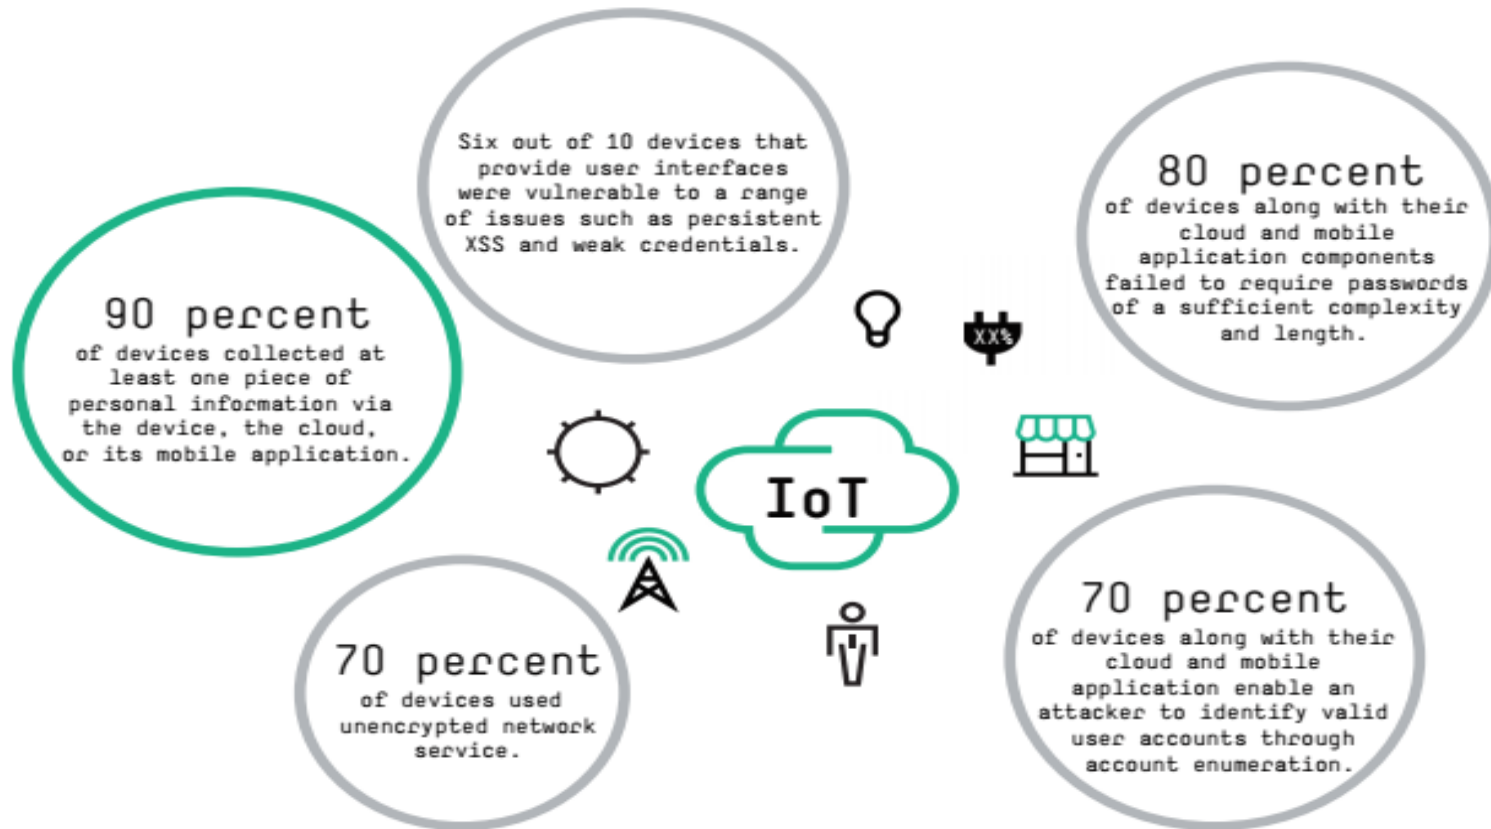 Six out of 10 devices that
provide user interfaces
were vulnerable to a range
of issues such as persistent
XSS and weak credentials.
80 percent
of devices along with their
cloud and mobile
application components
failed to require passwords
of a sufficient complexity
and length.
90 percent
of devices collected at
least one piece of
personal information via
the device, the cloud,
or its mobile application.
XX%
IoT
70 percent
of devices used
unencrypted network
service.
70 percent
of devices along with their
cloud and mobile
application enable an
attacker to identify valid
user accounts through
account enumeration.